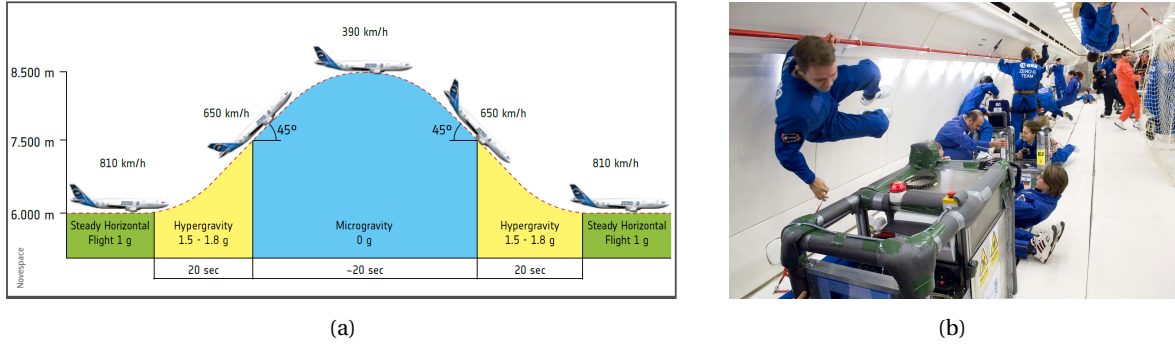 390 km/h
8.500 m
650 km/h
650 km/h
45°
45°
7.500 m
810 km/h
810 km/h
6.000 m
Steady Horizontal
Flight 1 g
Hypergravity
1.5 - 1.8 g
Microgravity
0 g
Hypergravity
1.5 - 1.8 g
Steady Horizontal
Flight 1 g
20 sec
~20 sec
20 sec
Novespace
(a)
esa
ZERO-G
TEAM
(b)